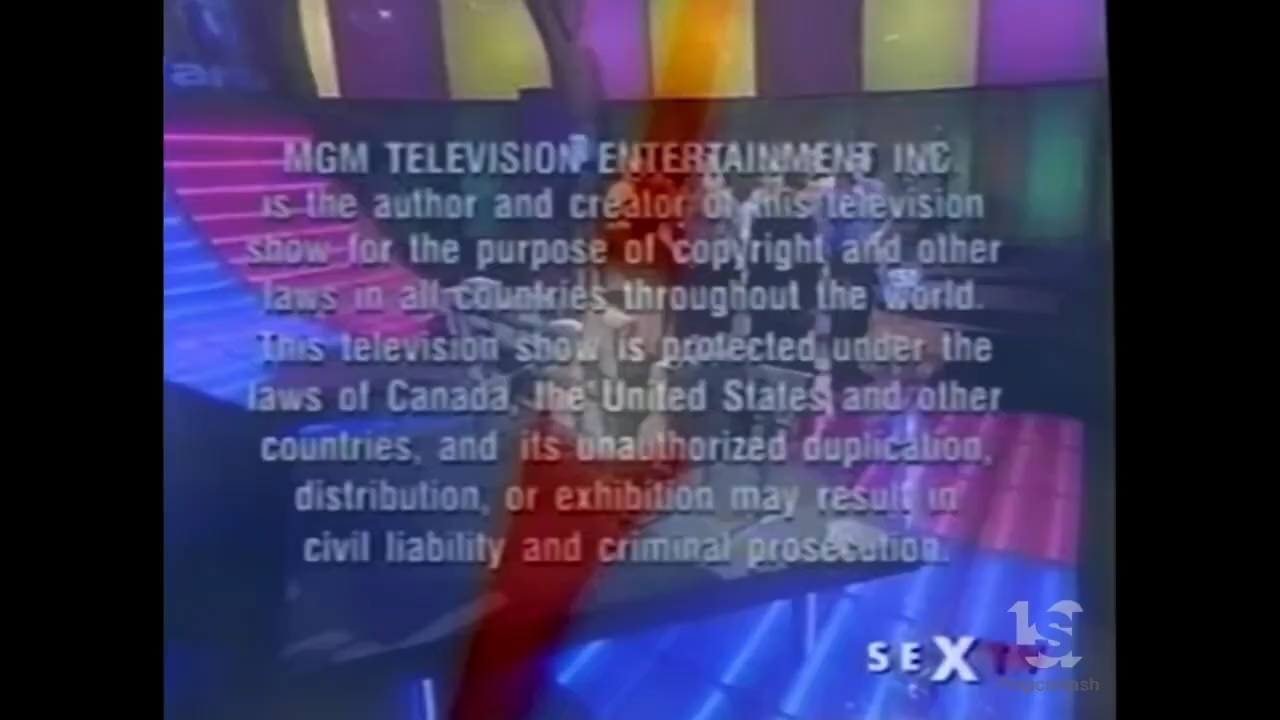 MGM TELEVISION ENTERTAINMENT INC.
is the author and creator of this television
show for the purpose of copyright and other
laws in all countries throughout the world.
This television show is protected under the
laws of Canada, the United States and other
countries, and its unauthorized duplication,
distribution, or exhibition may result in
civil liability and criminal prosecution.
SEXTV